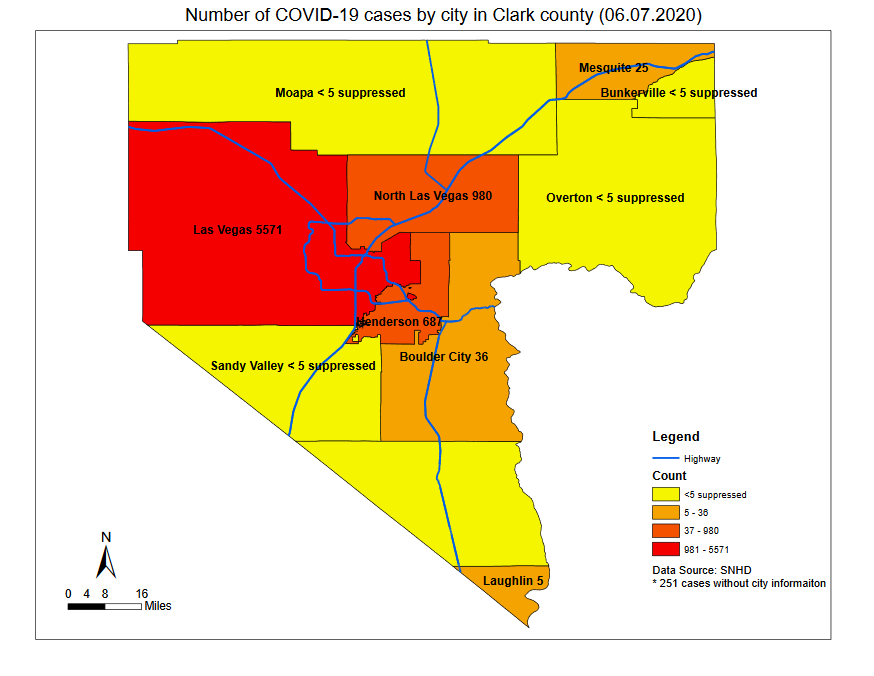 Number of COVID-19 cases by city in Clark county (06.07.2020)
Mesquite 25
Moapa < 5 suppressed
Bunkerville < 5 suppressed
North Las Vegas 980
Overton < 5 suppressed
Las Vegas 5571
Henderson 687
Boulder City 36
Sandy Valley < 5 suppressed
Laughlin 5
Legend
Highway
Count
<5 suppressed
5 - 36
37 - 980
981 - 5571
Data Source: SNHD
* 251 cases without city informaiton
N
0 4 8 16
Miles